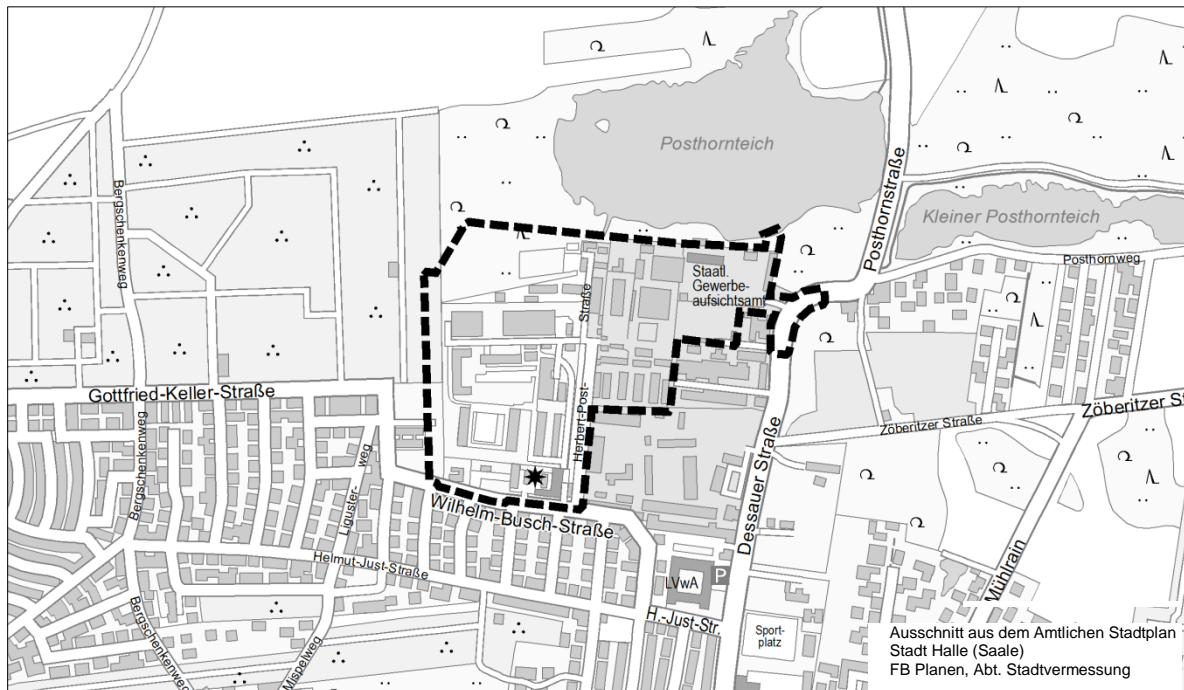 Posthornteich
Posthornstraße
Kleiner Posthornteich
Posthornweg
Bergschenkenweg
Staatl.
Gewerbe-
aufsichtsamt
Straße
Herbert-Post-
Gottfried-Keller-Straße
Zöberitzer St
Zöberitzer Straße
Bergschenkenweg
Liguster-
weg
Dessauer Straße
Wilhelm-Busch-Straße
Helmut-Just-Straße
Mühlrain
LVwA
P
H.-Just-Str.
Bergschenkenweg
Mispelweg
Sport-
platz
Ausschnitt aus dem Amtlichen Stadtplan
Stadt Halle (Saale)
FB Planen, Abt. Stadtvermessung